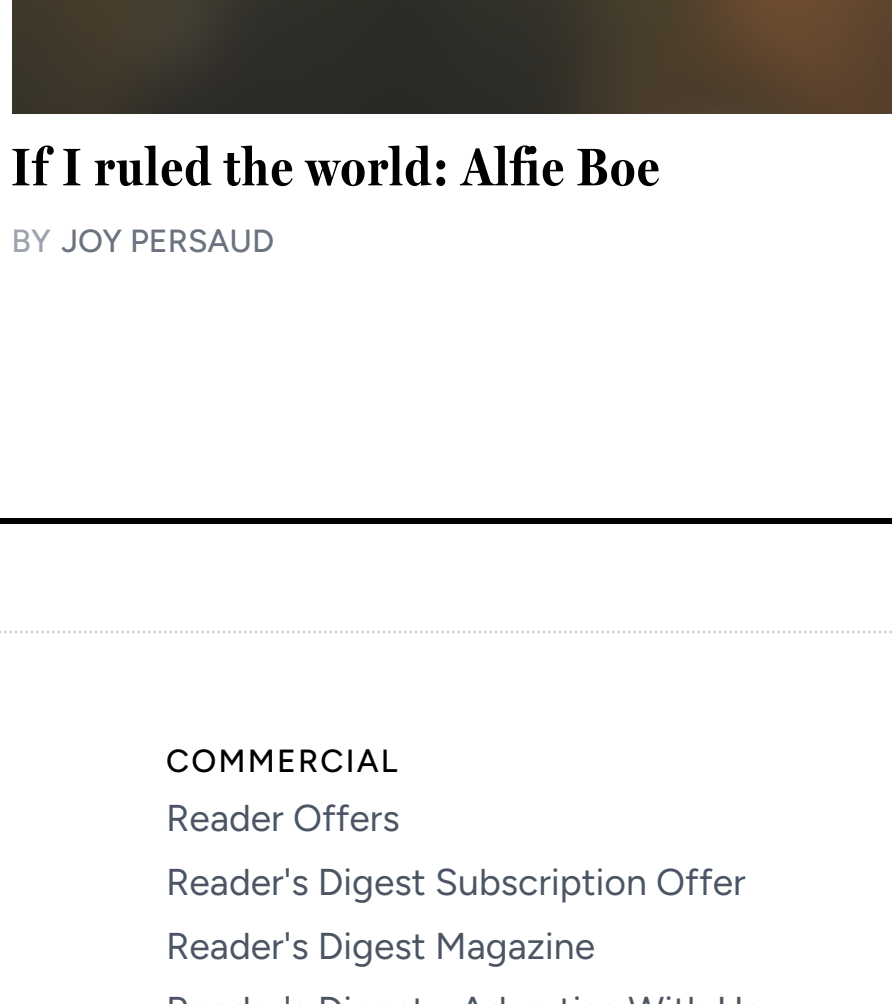 If I ruled the world: Alfie Boe
BY JOY PERSAUD
COMMERCIAL
Reader Offers
Reader's Digest Subscription Offer
Reader's Digest Magazine